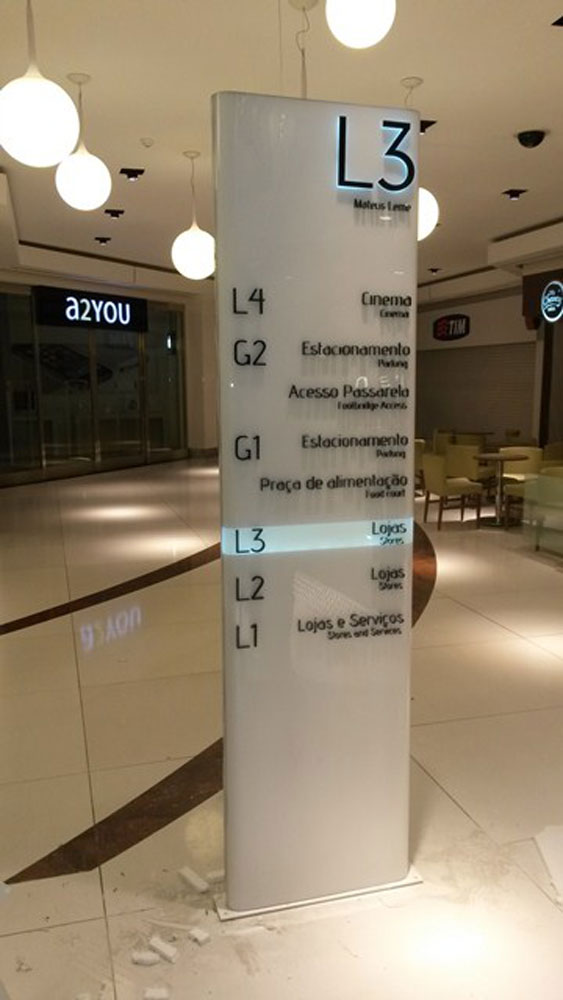 L3
Mateus Leme
a2YOU
L4 Cinema
Cinema
TIM
G2 Estacionamento
Parking
Acesso Passarela
Footbridge Access
G1 Estacionamento
Parking
Praça de alimentação
Food court
L3 Lojas
Stores
L2 Lojas
Stores
L1 Lojas e Serviços
Stores and Services